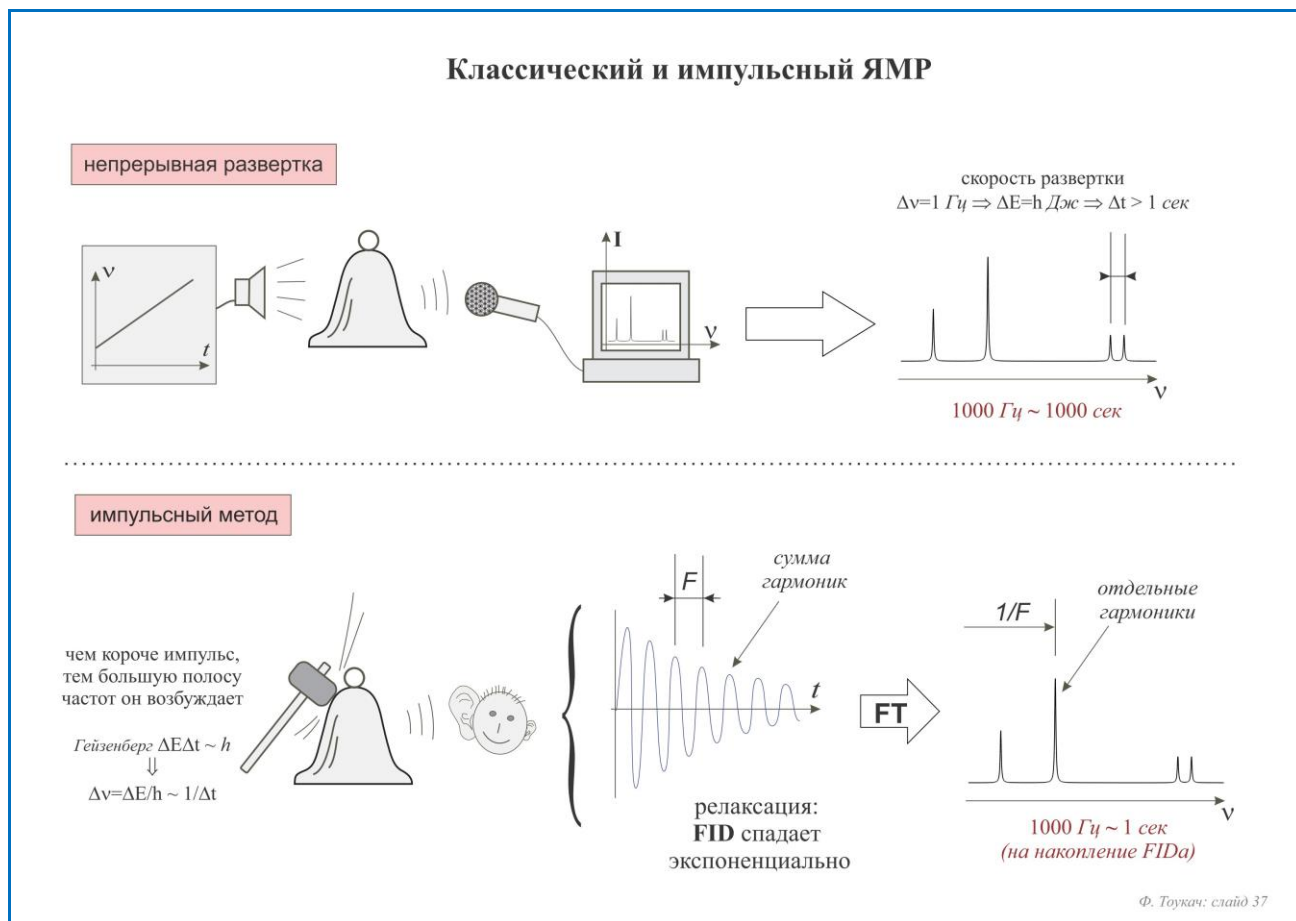 Классический и импульсный ЯМР
непрерывная развертка
скорость развертки
Δν=1 Гц ⇒ ΔE=h Дж ⇒ Δt > 1 сек
ν
t
I
ν
ν
1000 Гц ~ 1000 сек
импульсный метод
чем короче импульс,
тем большую полосу
частот он возбуждает
Гейзенберг ΔEΔt ~ h
⇓
Δν=ΔE/h ~ 1/Δt
F
сумма
гармоник
t
релаксация:
FID спадает
экспоненциально
FT
1/F
отдельные
гармоники
ν
1000 Гц ~ 1 сек
(на накопление FIDа)
Ф. Тоукач: слайд 37